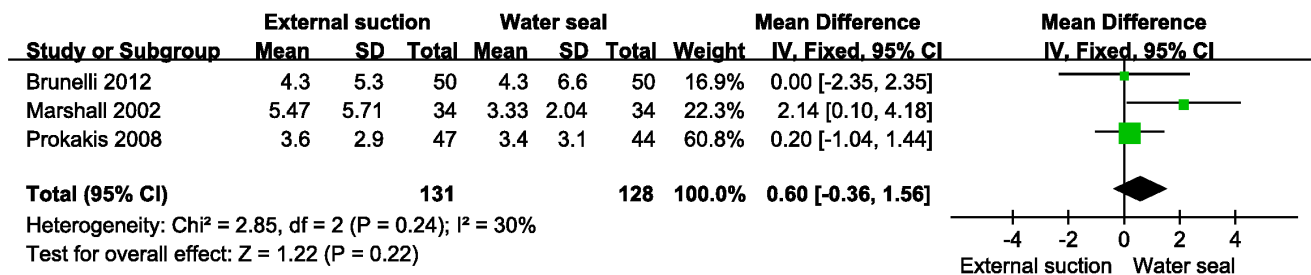 External suction Water seal Mean Difference Mean Difference
Study or Subgroup Mean SD Total Mean SD Total Weight IV, Fixed, 95% CI IV, Fixed, 95% CI
Brunelli 2012 4.3 5.3 50 4.3 6.6 50 16.9% 0.00 [-2.35, 2.35]
Marshall 2002 5.47 5.71 34 3.33 2.04 34 22.3% 2.14 [0.10, 4.18]
Prokakis 2008 3.6 2.9 47 3.4 3.1 44 60.8% 0.20 [-1.04, 1.44]
Total (95% CI) 131 128 100.0% 0.60 [-0.36, 1.56]
Heterogeneity: Chi² = 2.85, df = 2 (P = 0.24); I² = 30%
Test for overall effect: Z = 1.22 (P = 0.22)
-4 -2 0 2 4
External suction Water seal